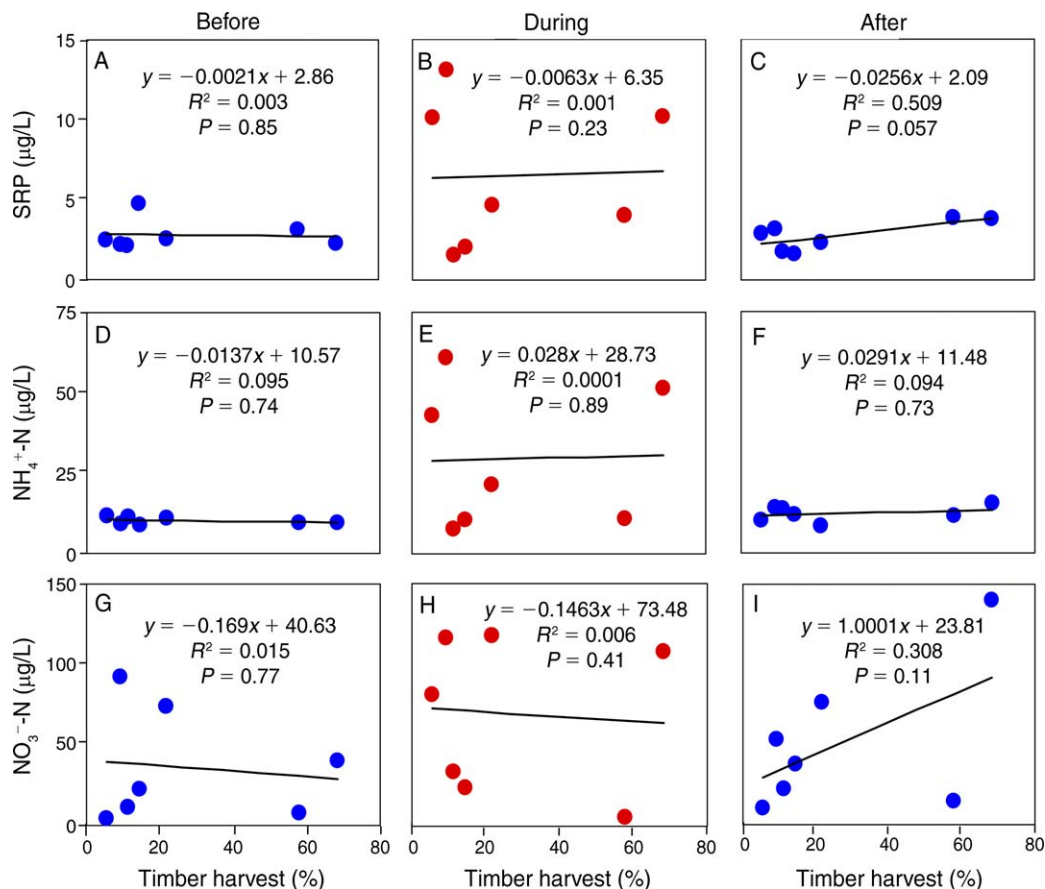 Before
During
After
SRP (µg/L)
15
10
5
0
A
y = −0.0021x + 2.86
R² = 0.003
P = 0.85
B
y = −0.0063x + 6.35
R² = 0.001
P = 0.23
C
y = −0.0256x + 2.09
R² = 0.509
P = 0.057
NH₄⁺-N (µg/L)
75
50
25
0
D
y = −0.0137x + 10.57
R² = 0.095
P = 0.74
E
y = 0.028x + 28.73
R² = 0.0001
P = 0.89
F
y = 0.0291x + 11.48
R² = 0.094
P = 0.73
NO₃⁻-N (µg/L)
150
100
50
0
G
y = −0.169x + 40.63
R² = 0.015
P = 0.77
H
y = −0.1463x + 73.48
R² = 0.006
P = 0.41
I
y = 1.0001x + 23.81
R² = 0.308
P = 0.11
0 20 40 60 80
0 20 40 60 80
0 20 40 60 80
Timber harvest (%)
Timber harvest (%)
Timber harvest (%)